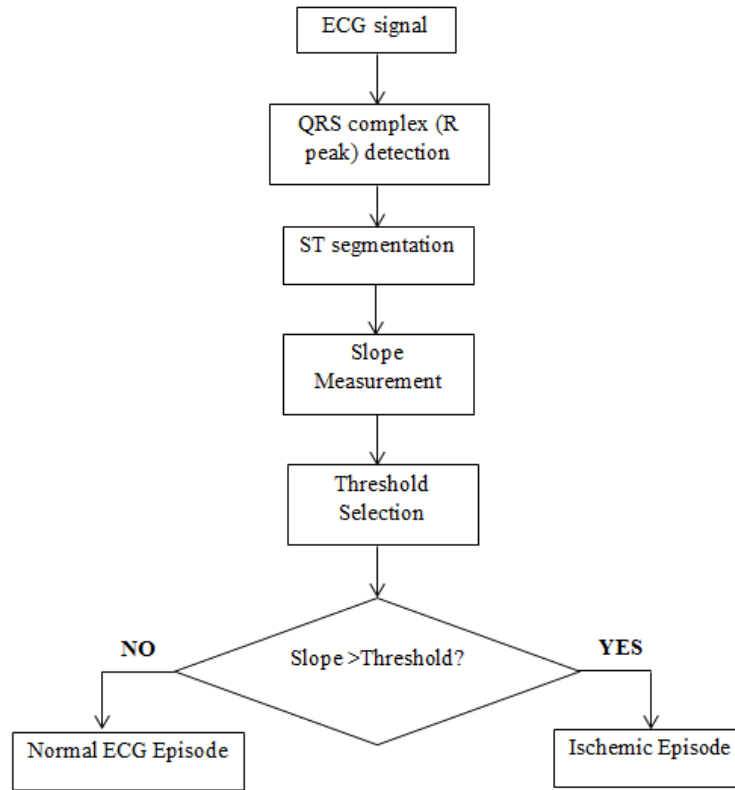 ECG signal
QRS complex (R
peak) detection
ST segmentation
Slope
Measurement
Threshold
Selection
NO
YES
Slope >Threshold?
Normal ECG Episode
Ischemic Episode